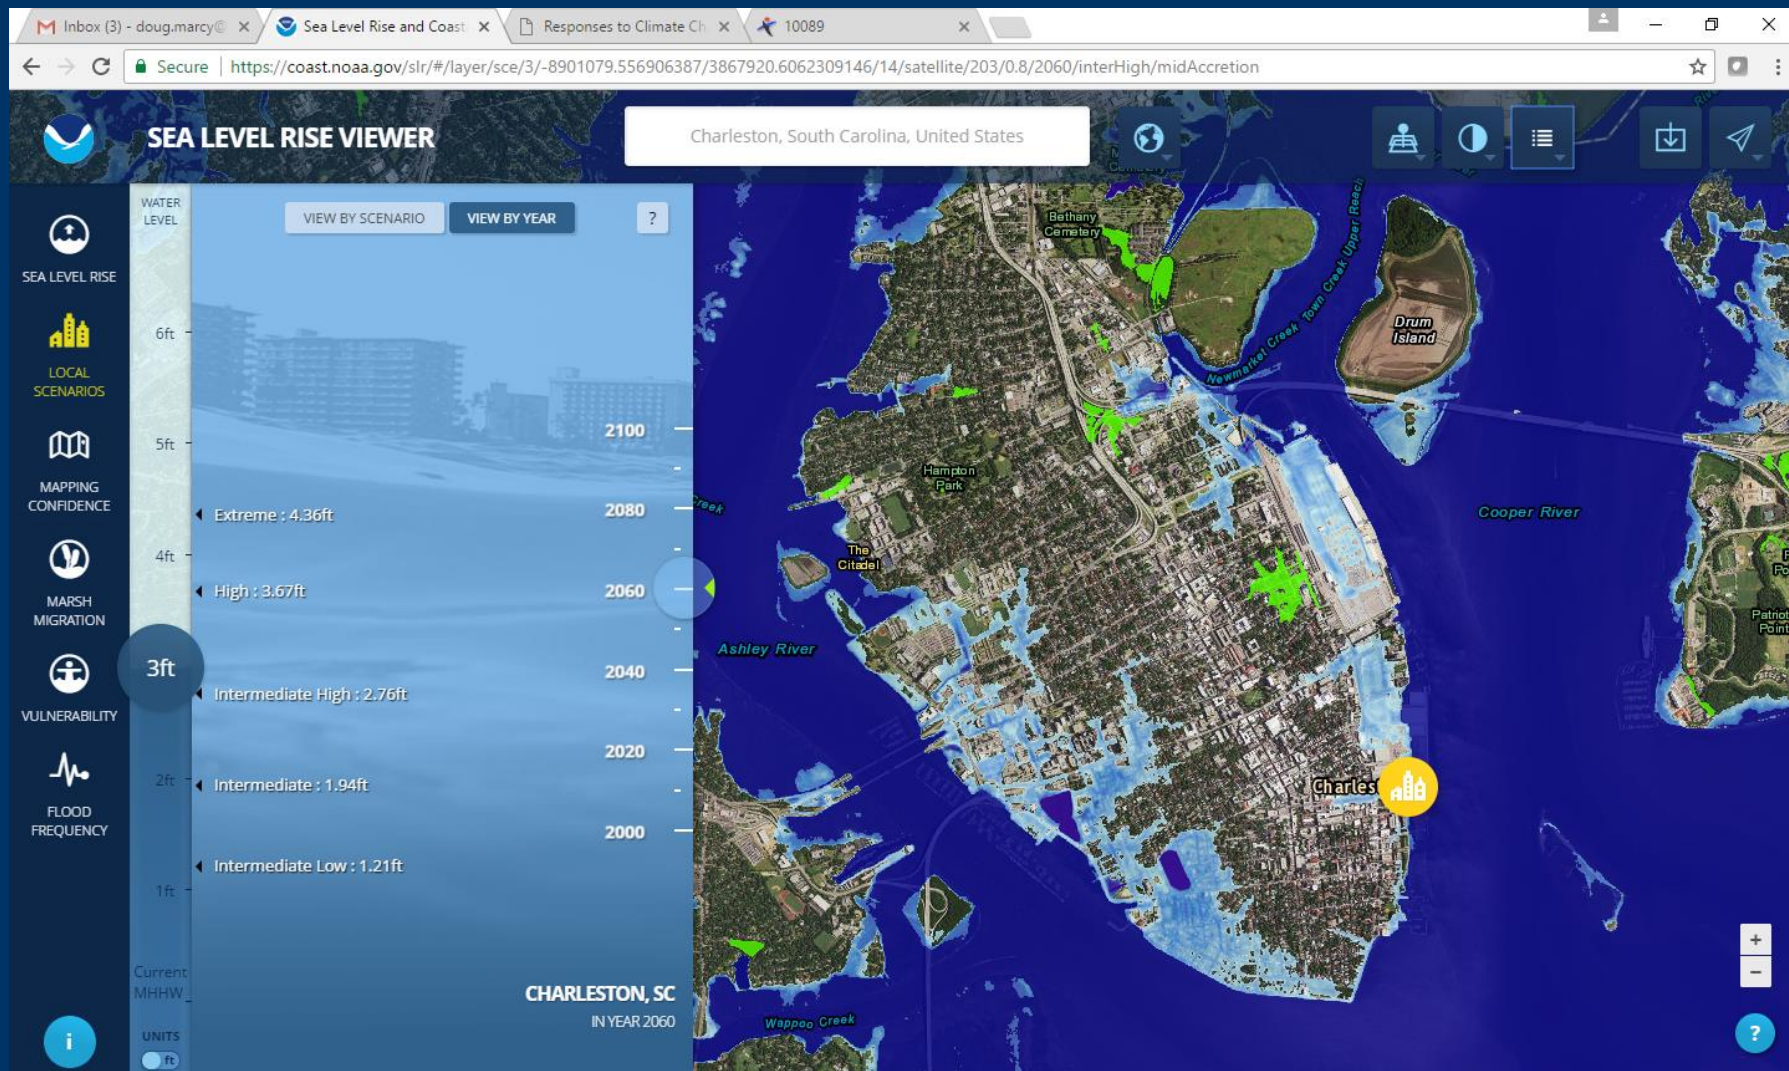 Inbox (3) - doug.marcy@
Sea Level Rise and Coast
Responses to Climate Ch
10089
Secure
https://coast.noaa.gov/slr/#/layer/sce/3/-8901079.556906387/3867920.6062309146/14/satellite/203/0.8/2060/interHigh/midAccretion
SEA LEVEL RISE VIEWER
Charleston, South Carolina, United States
SEA LEVEL RISE
LOCAL
SCENARIOS
MAPPING
CONFIDENCE
MARSH
MIGRATION
VULNERABILITY
FLOOD
FREQUENCY
i
WATER
LEVEL
6ft
5ft
4ft
3ft
2ft
1ft
Current
MHHW
UNITS
ft
VIEW BY SCENARIO
VIEW BY YEAR
?
Extreme : 4.36ft
High : 3.67ft
Intermediate High : 2.76ft
Intermediate : 1.94ft
Intermediate Low : 1.21ft
2100
2080
2060
2040
2020
2000
CHARLESTON, SC
IN YEAR 2060
Cemetery
Bethany
Cemetery
Newmarket Creek
Town Creek Upper Reach
Drum
Island
Hampton
Park
Creek
The
Citadel
Cooper River
Ashley River
Patriot
Point
Charles
Wappoo Creek
+
−
?